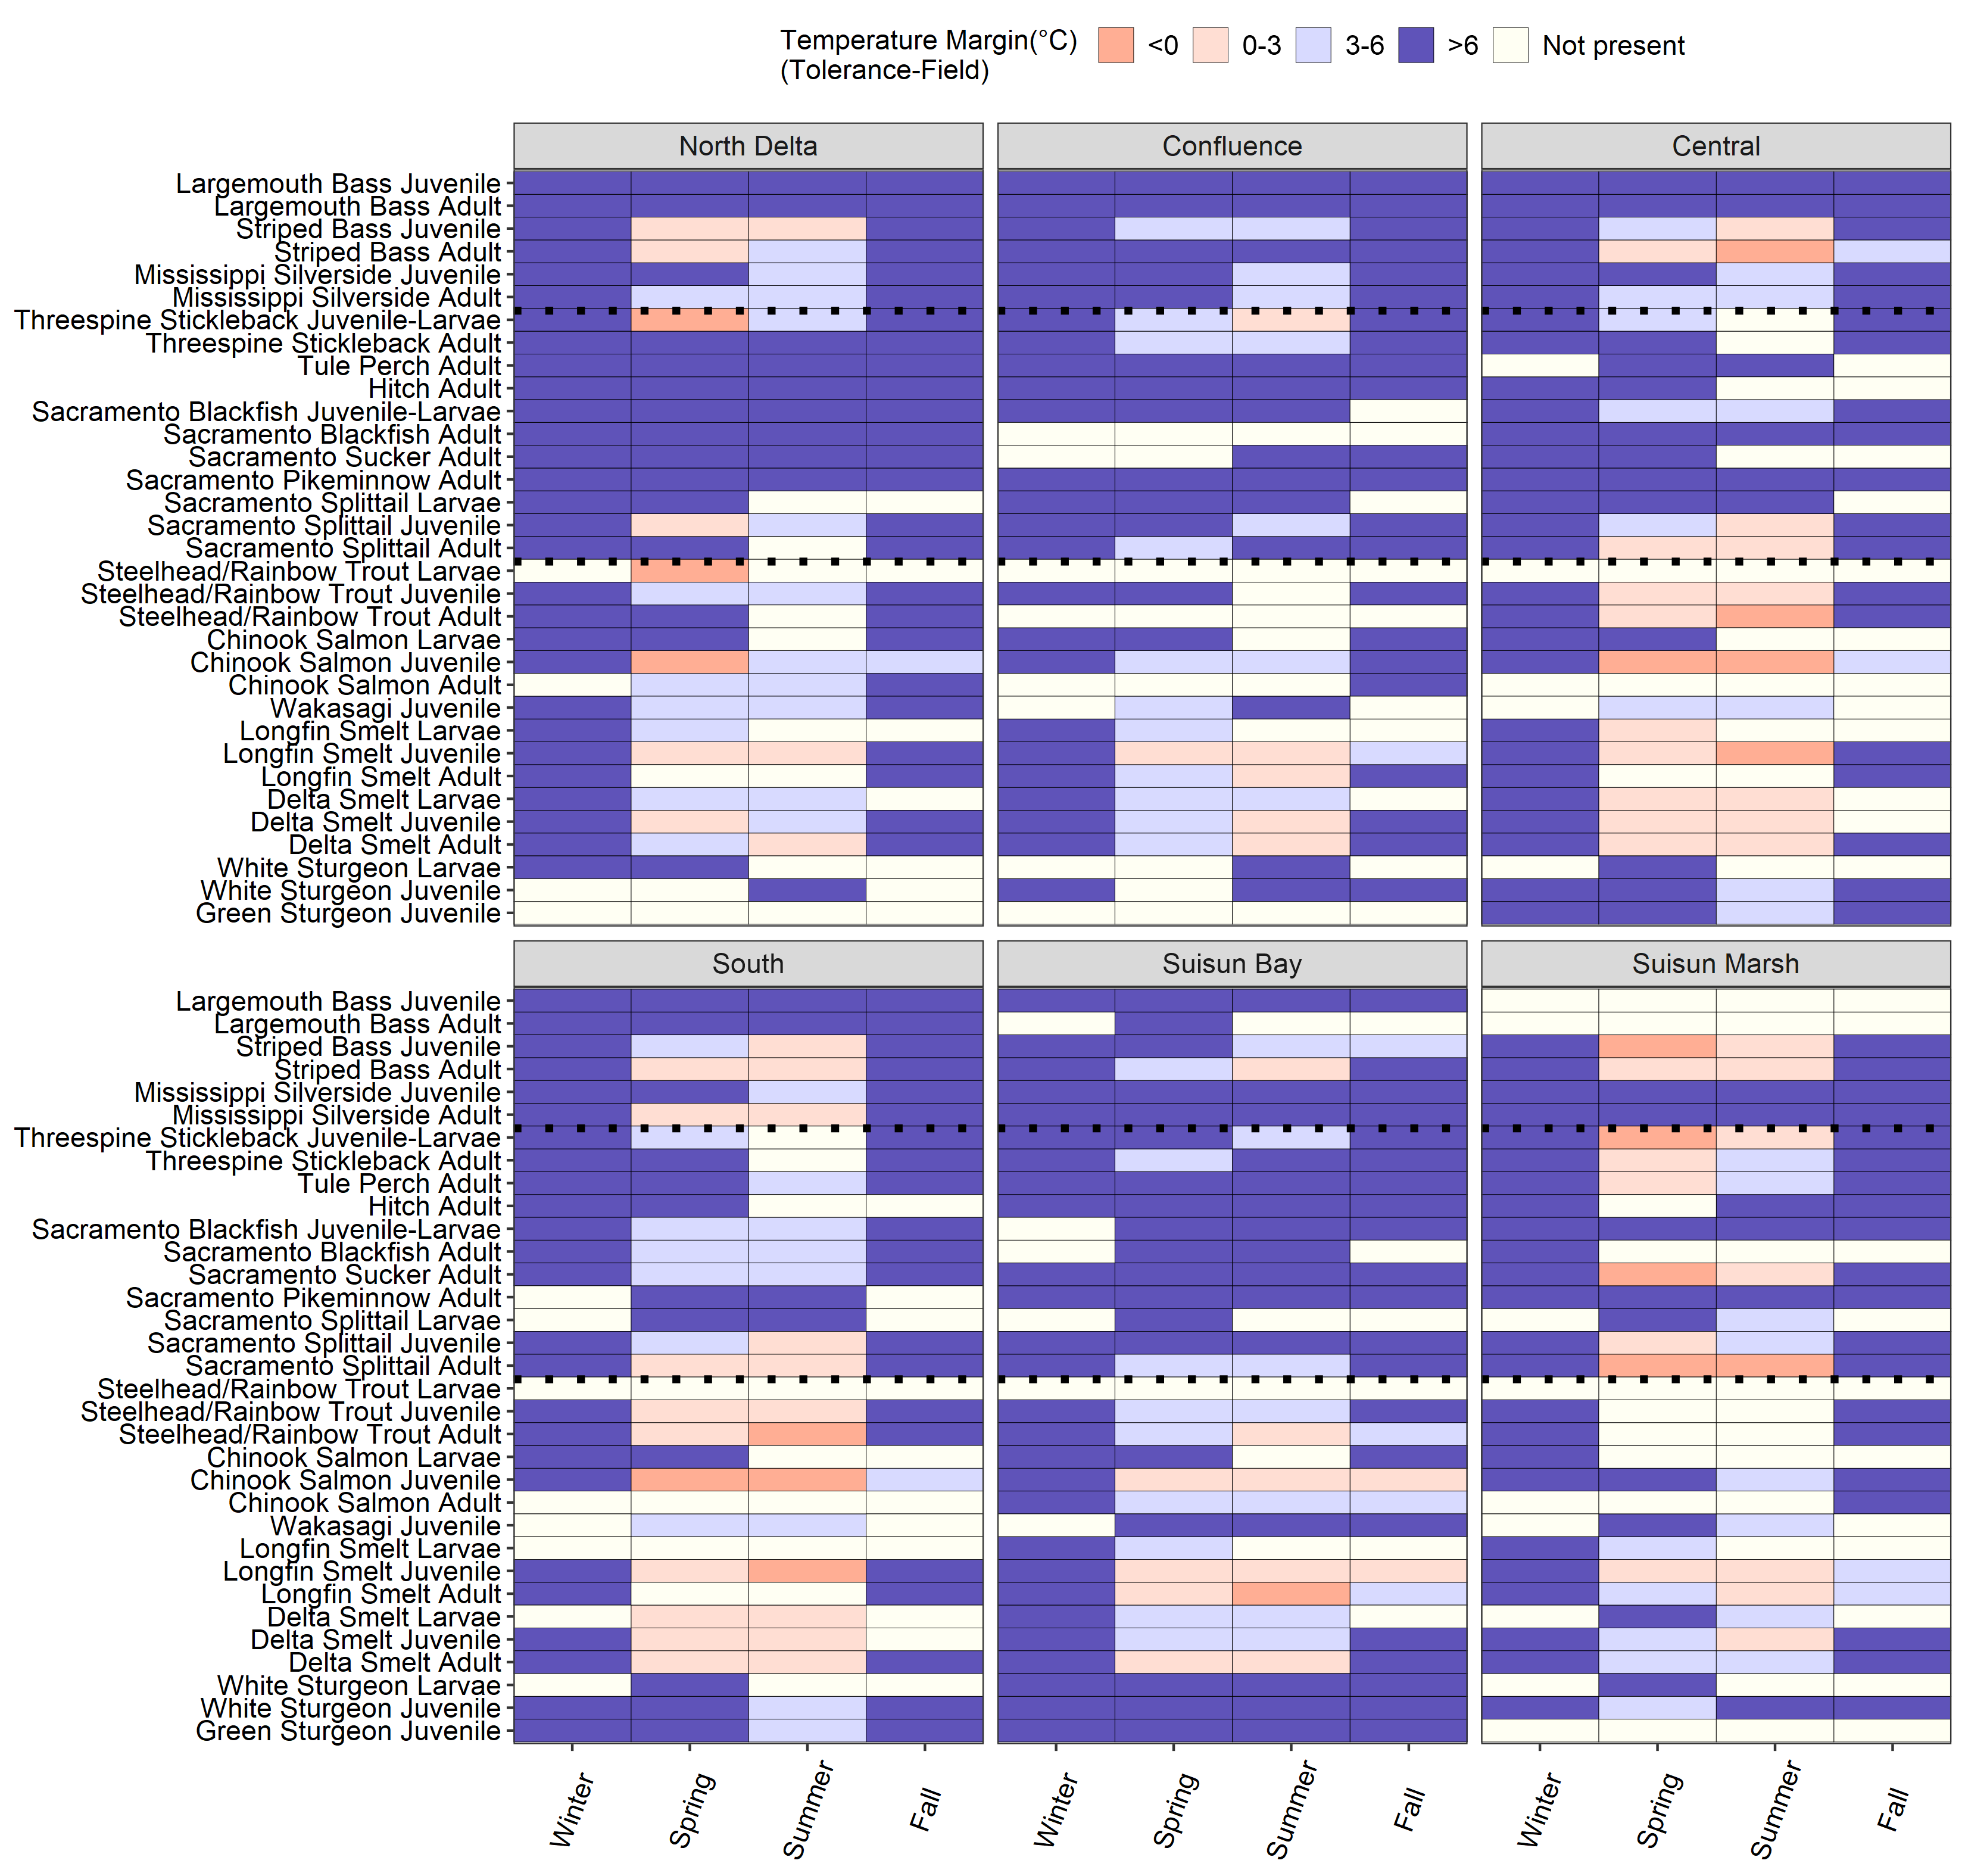 Temperature Margin(°C)
(Tolerance-Field)
<0
0-3
3-6
>6
Not present
North Delta
Confluence
Central
Largemouth Bass Juvenile
Largemouth Bass Adult
Striped Bass Juvenile
Striped Bass Adult
Mississippi Silverside Juvenile
Mississippi Silverside Adult
Threespine Stickleback Juvenile-Larvae
Threespine Stickleback Adult
Tule Perch Adult
Hitch Adult
Sacramento Blackfish Juvenile-Larvae
Sacramento Blackfish Adult
Sacramento Sucker Adult
Sacramento Pikeminnow Adult
Sacramento Splittail Larvae
Sacramento Splittail Juvenile
Sacramento Splittail Adult
Steelhead/Rainbow Trout Larvae
Steelhead/Rainbow Trout Juvenile
Steelhead/Rainbow Trout Adult
Chinook Salmon Larvae
Chinook Salmon Juvenile
Chinook Salmon Adult
Wakasagi Juvenile
Longfin Smelt Larvae
Longfin Smelt Juvenile
Longfin Smelt Adult
Delta Smelt Larvae
Delta Smelt Juvenile
Delta Smelt Adult
White Sturgeon Larvae
White Sturgeon Juvenile
Green Sturgeon Juvenile
South
Suisun Bay
Suisun Marsh
Largemouth Bass Juvenile
Largemouth Bass Adult
Striped Bass Juvenile
Striped Bass Adult
Mississippi Silverside Juvenile
Mississippi Silverside Adult
Threespine Stickleback Juvenile-Larvae
Threespine Stickleback Adult
Tule Perch Adult
Hitch Adult
Sacramento Blackfish Juvenile-Larvae
Sacramento Blackfish Adult
Sacramento Sucker Adult
Sacramento Pikeminnow Adult
Sacramento Splittail Larvae
Sacramento Splittail Juvenile
Sacramento Splittail Adult
Steelhead/Rainbow Trout Larvae
Steelhead/Rainbow Trout Juvenile
Steelhead/Rainbow Trout Adult
Chinook Salmon Larvae
Chinook Salmon Juvenile
Chinook Salmon Adult
Wakasagi Juvenile
Longfin Smelt Larvae
Longfin Smelt Juvenile
Longfin Smelt Adult
Delta Smelt Larvae
Delta Smelt Juvenile
Delta Smelt Adult
White Sturgeon Larvae
White Sturgeon Juvenile
Green Sturgeon Juvenile
Winter
Spring
Summer
Fall
Winter
Spring
Summer
Fall
Winter
Spring
Summer
Fall